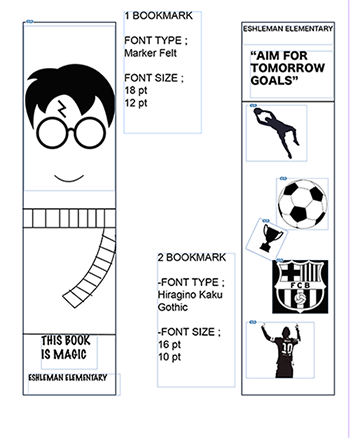 1 BOOKMARK
FONT TYPE ;
Marker Felt
FONT SIZE ;
18 pt
12 pt
THIS BOOK
IS MAGIC
ESHLEMAN ELEMENTARY
2 BOOKMARK
-FONT TYPE ;
Hiragino Kaku
Gothic
-FONT SIZE ;
16 pt
10 pt
ESHLEMAN ELEMENTARY
“AIM FOR
TOMORROW
GOALS”
FCB
10